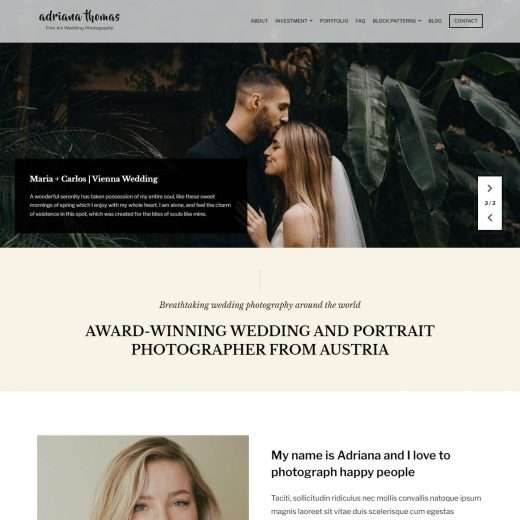 adriana thomas
Fine Art Wedding Photography
ABOUT INVESTMENT PORTFOLIO FAQ BLOCK PATTERNS BLOG CONTACT
Maria + Carlos | Vienna Wedding
A wonderful serenity has taken possession of my entire soul, like these sweet
mornings of spring which I enjoy with my whole heart. I am alone, and feel the charm
of existence in this spot, which was created for the bliss of souls like mine.
2 / 2
Breathtaking wedding photography around the world
AWARD-WINNING WEDDING AND PORTRAIT
PHOTOGRAPHER FROM AUSTRIA
My name is Adriana and I love to
photograph happy people
Taciti, sollicitudin ridiculus nec mollis convallis natoque ipsum
magnis laoreet sit vitae duis scelerisque cum egestas